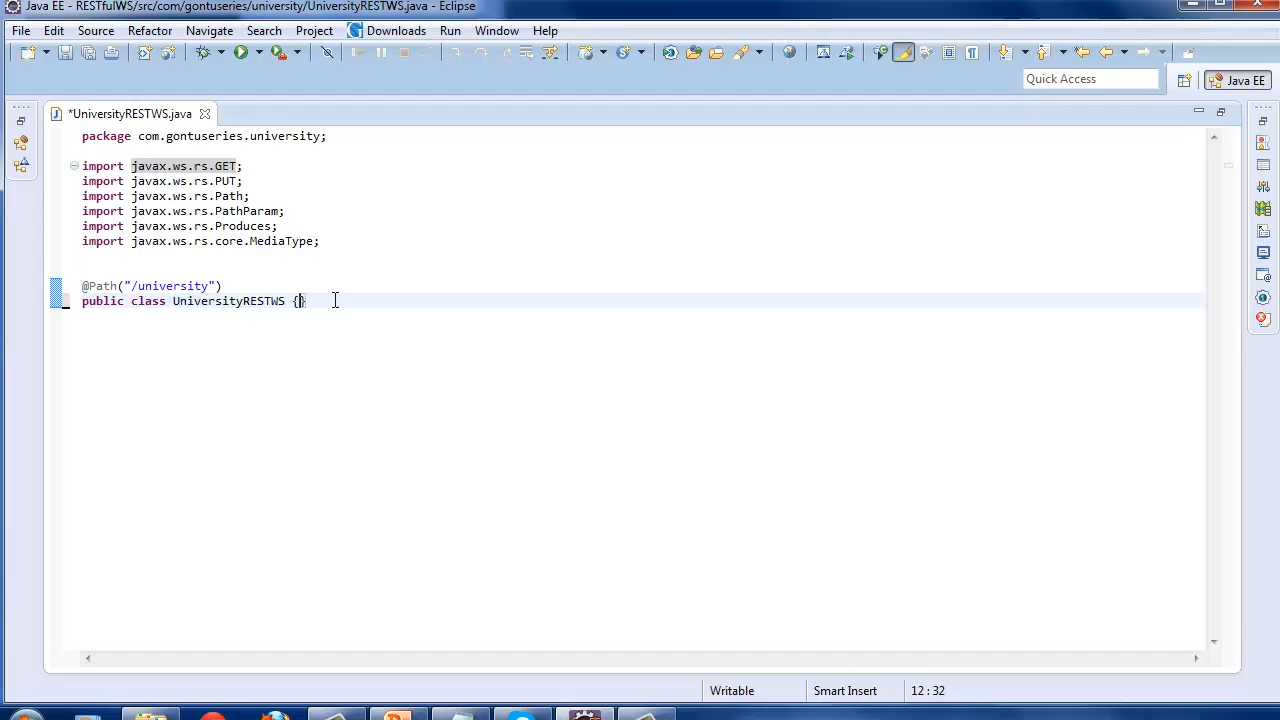 Java EE - RESTfulWS/src/com/gontuseries/university/UniversityRESTWS.java - Eclipse
File Edit Source Refactor Navigate Search Project Downloads Run Window Help
Quick Access
Java EE
*UniversityRESTWS.java
package com.gontuseries.university;
import javax.ws.rs.GET;
import javax.ws.rs.PUT;
import javax.ws.rs.Path;
import javax.ws.rs.PathParam;
import javax.ws.rs.Produces;
import javax.ws.rs.core.MediaType;
@Path("/university")
public class UniversityRESTWS {}
Writable Smart Insert 12 : 32